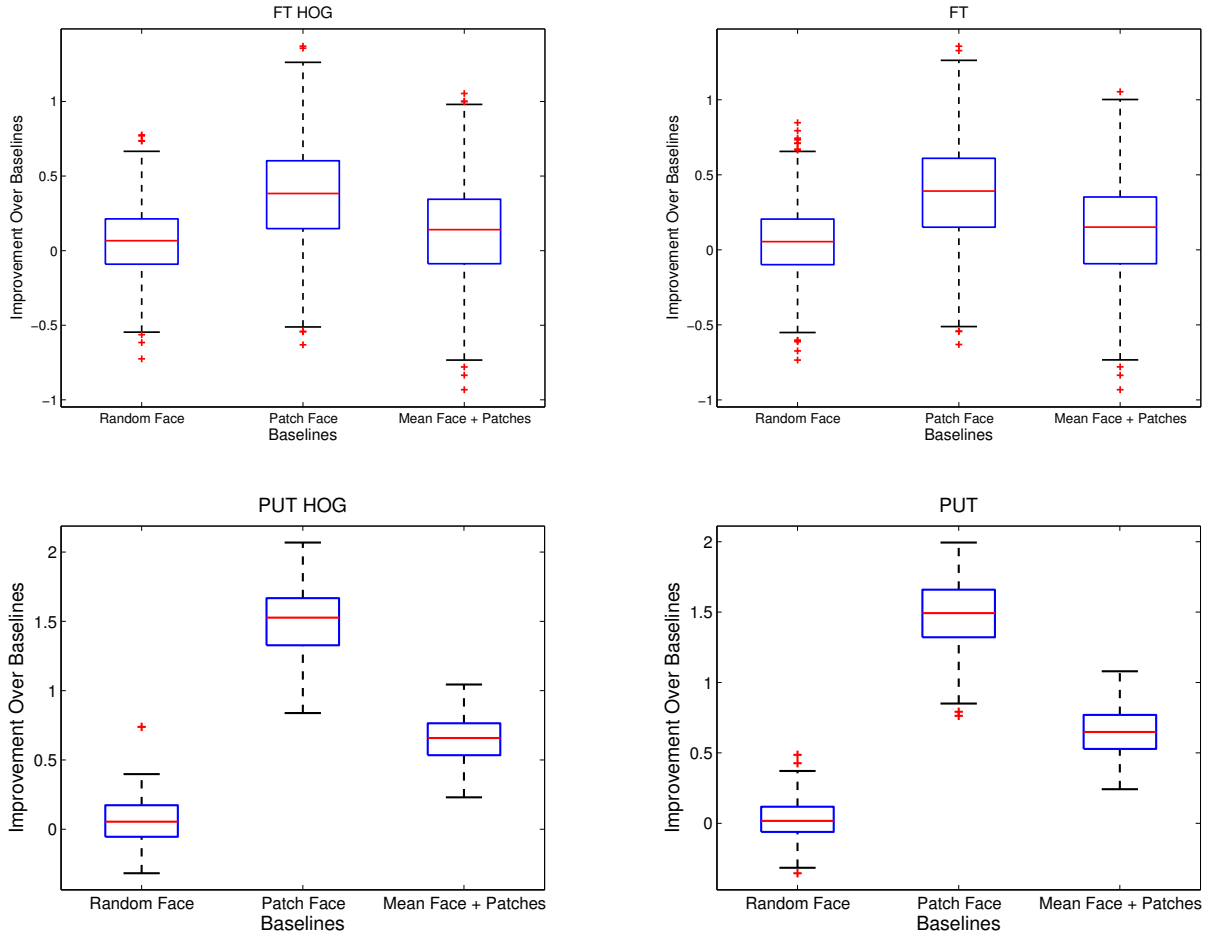 FT HOG
Improvement Over Baselines
1
0.5
0
−0.5
−1
Random Face Patch Face Mean Face + Patches
Baselines
FT
Improvement Over Baselines
1
0.5
0
−0.5
−1
Random Face Patch Face Mean Face + Patches
Baselines
PUT HOG
Improvement Over Baselines
2
1.5
1
0.5
0
Random Face Patch Face Mean Face + Patches
Baselines
PUT
Improvement Over Baselines
2
1.5
1
0.5
0
Random Face Patch Face Mean Face + Patches
Baselines